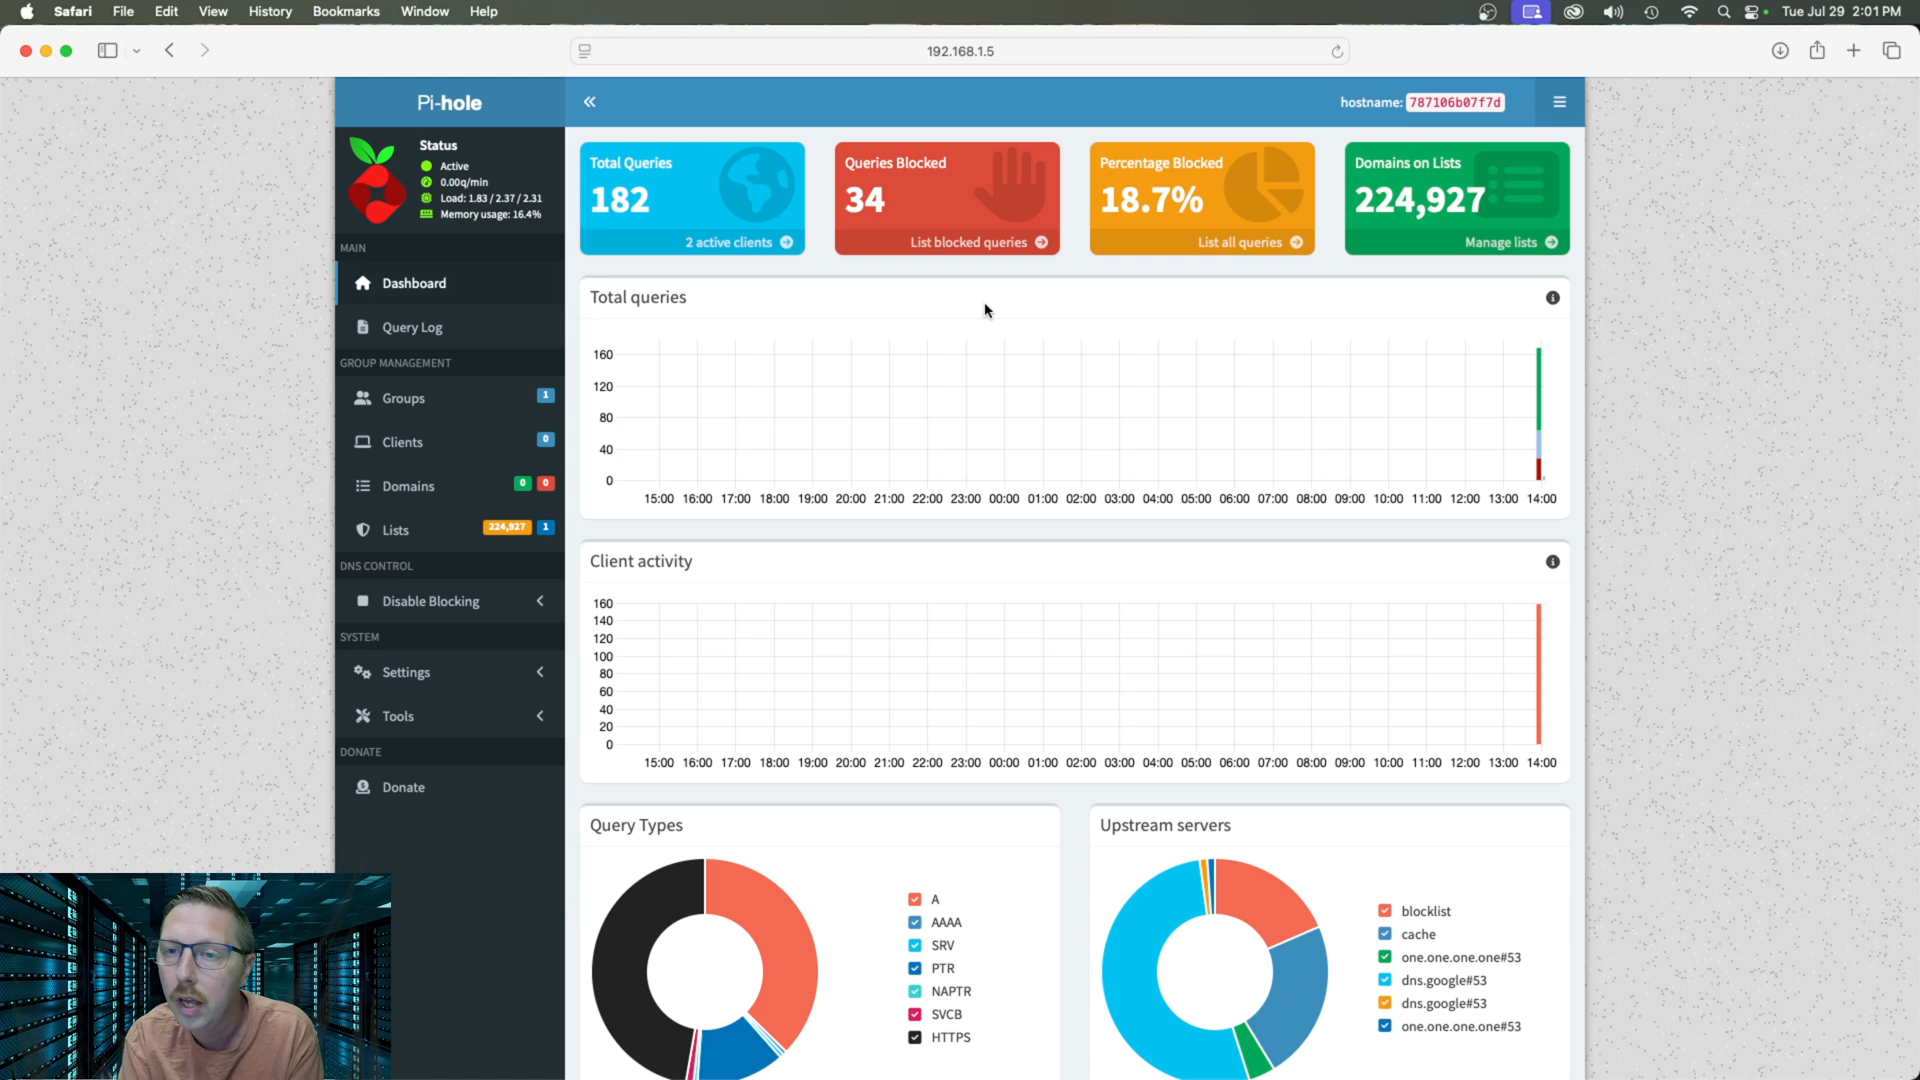 Safari File Edit View History Bookmarks Window Help Tue Jul 29 2:01 PM
192.168.1.5
Pi-hole
hostname: 787106b07f7d
Status
Active
0.00q/min
Load: 1.83 / 2.37 / 2.31
Memory usage: 16.4%
MAIN
Dashboard
Query Log
GROUP MANAGEMENT
Groups 1
Clients 0
Domains 0 0
Lists 224,927 1
DNS CONTROL
Disable Blocking
SYSTEM
Settings
Tools
DONATE
Donate
Total Queries
182
2 active clients
Queries Blocked
34
List blocked queries
Percentage Blocked
18.7%
List all queries
Domains on Lists
224,927
Manage lists
Total queries
160
120
80
40
0
15:00 16:00 17:00 18:00 19:00 20:00 21:00 22:00 23:00 00:00 01:00 02:00 03:00 04:00 05:00 06:00 07:00 08:00 09:00 10:00 11:00 12:00 13:00 14:00
Client activity
160
140
120
100
80
60
40
20
0
15:00 16:00 17:00 18:00 19:00 20:00 21:00 22:00 23:00 00:00 01:00 02:00 03:00 04:00 05:00 06:00 07:00 08:00 09:00 10:00 11:00 12:00 13:00 14:00
Query Types
A
AAAA
SRV
PTR
NAPTR
SVCB
HTTPS
Upstream servers
blocklist
cache
one.one.one.one#53
dns.google#53
dns.google#53
one.one.one.one#53